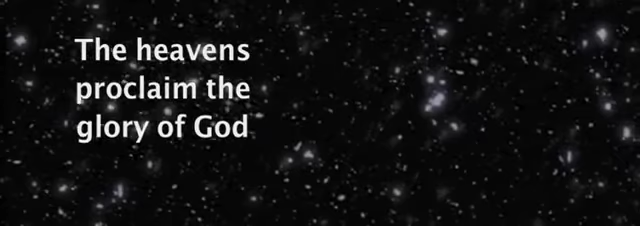 The heavens
proclaim the
glory of God